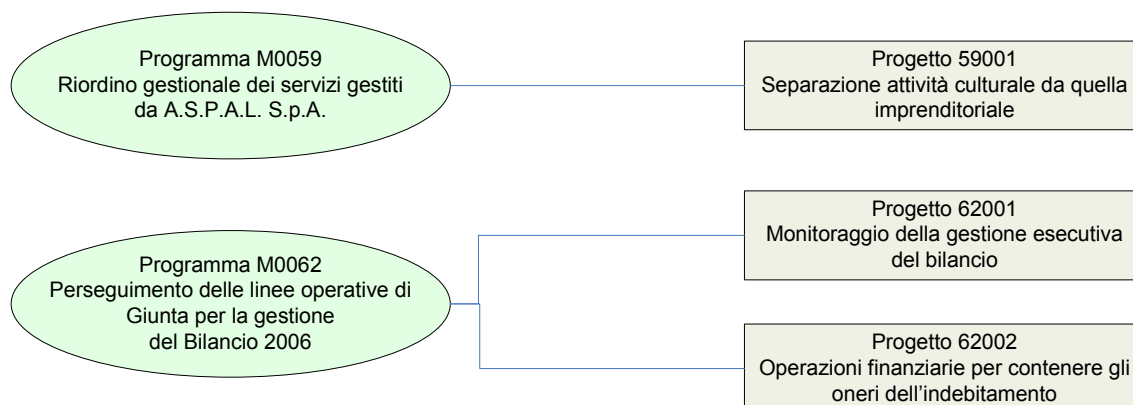 Programma M0059
Riordino gestionale dei servizi gestiti
da A.S.P.A.L. S.p.A.
Progetto 59001
Separazione attività culturale da quella
imprenditoriale
Programma M0062
Perseguimento delle linee operative di
Giunta per la gestione
del Bilancio 2006
Progetto 62001
Monitoraggio della gestione esecutiva
del bilancio
Progetto 62002
Operazioni finanziarie per contenere gli
oneri dell'indebitamento